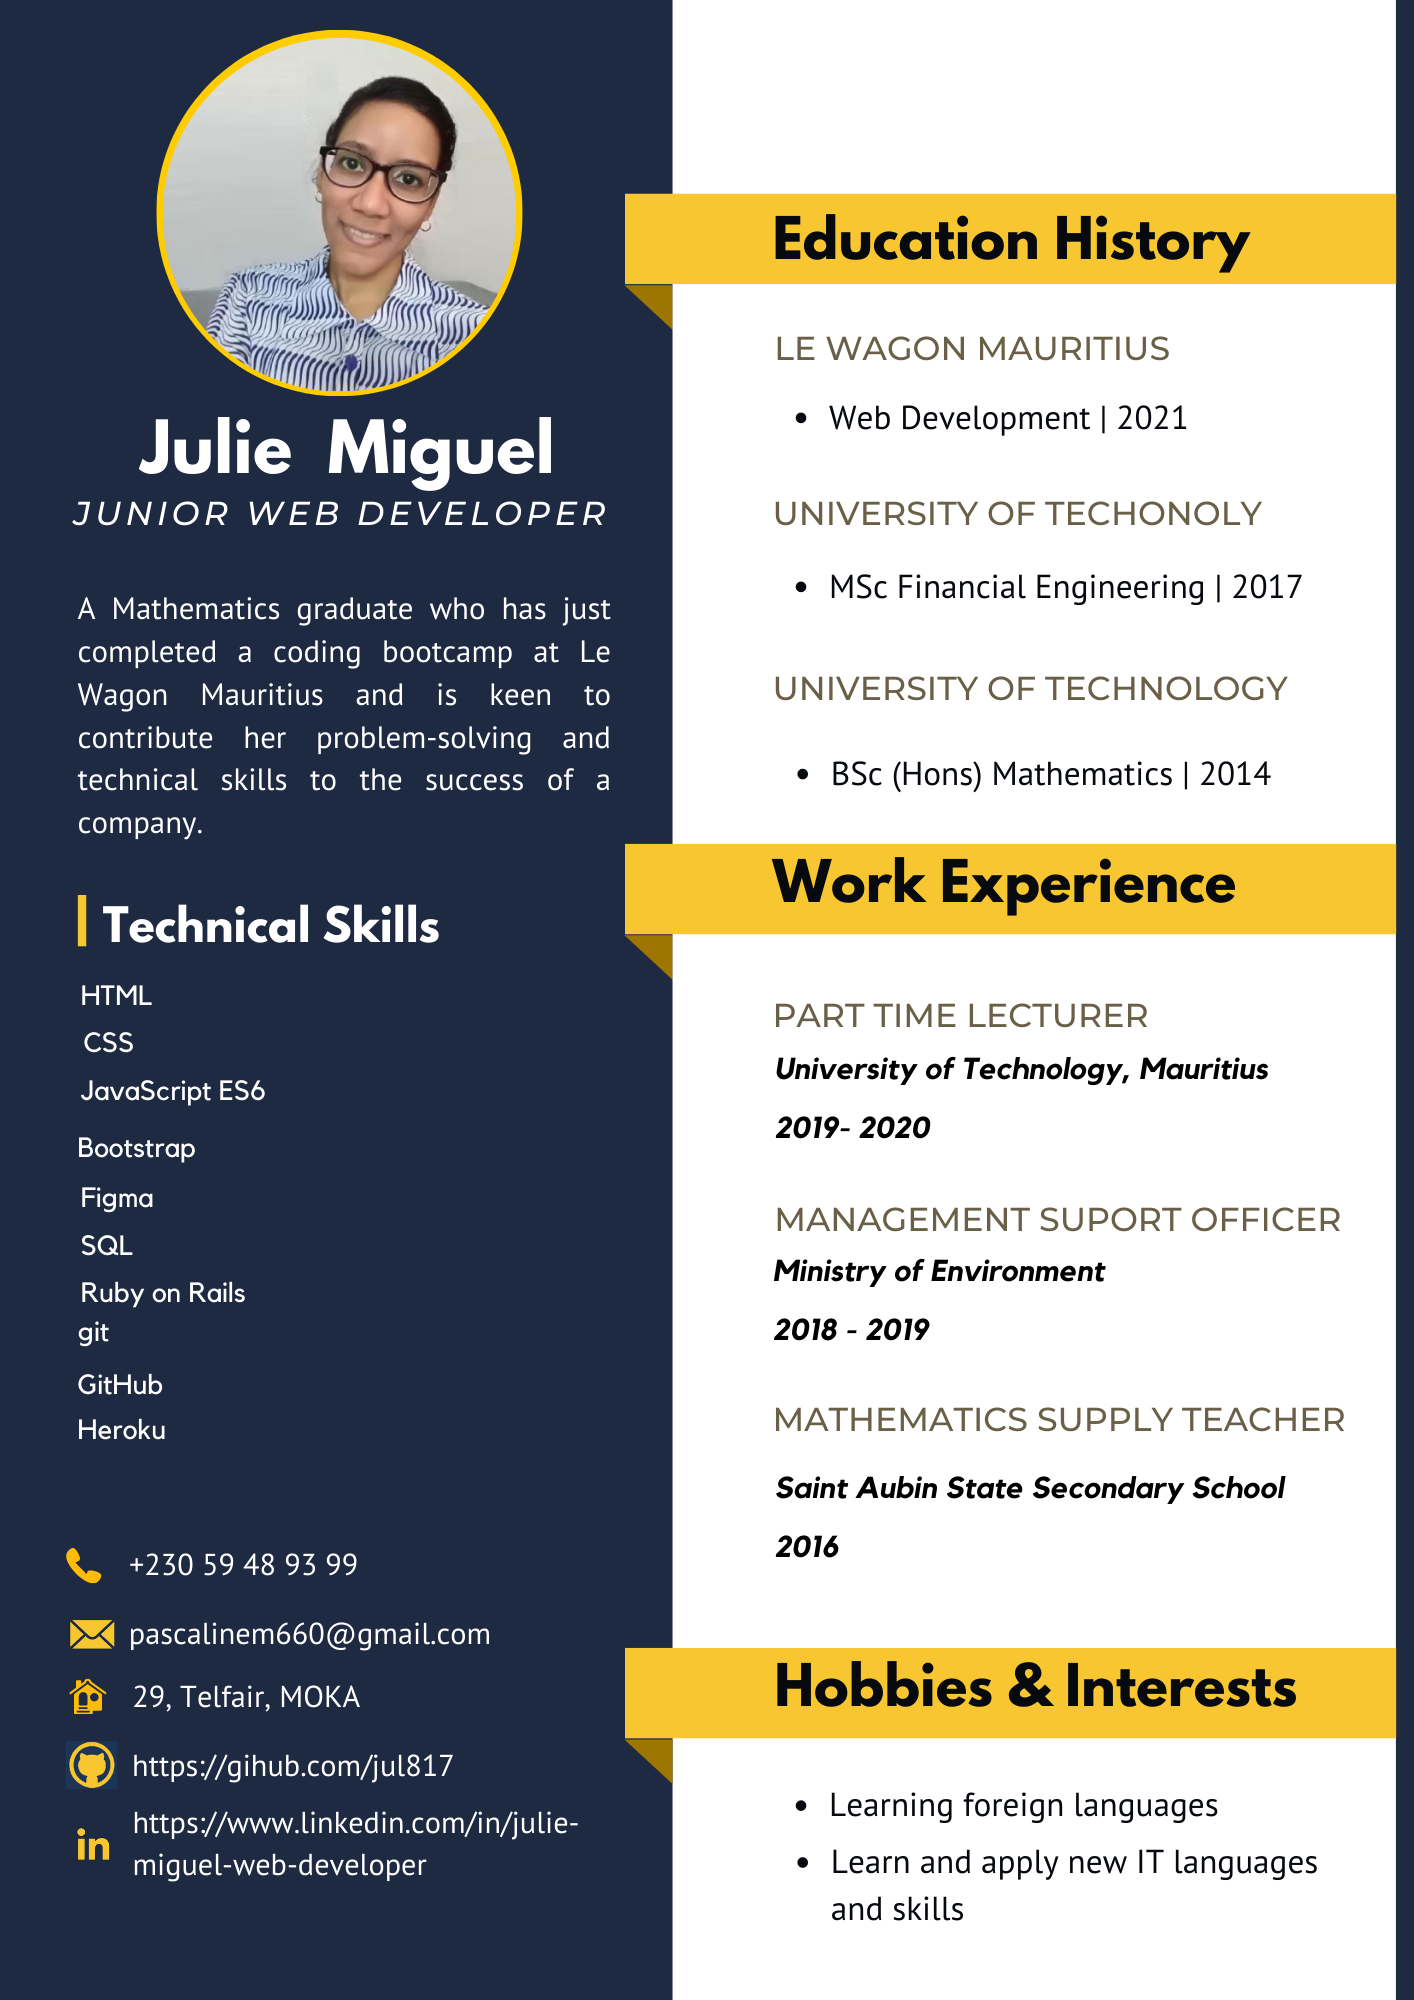 Julie Miguel
JUNIOR WEB DEVELOPER
A Mathematics graduate who has just
completed a coding bootcamp at Le
Wagon Mauritius and is keen to
contribute her problem-solving and
technical skills to the success of a
company.
Technical Skills
HTML
CSS
JavaScript ES6
Bootstrap
Figma
SQL
Ruby on Rails
git
GitHub
Heroku
+230 59 48 93 99
pascalinem660@gmail.com
29, Telfair, MOKA
https://gihub.com/jul817
https://www.linkedin.com/in/julie-
miguel-web-developer
Education History
LE WAGON MAURITIUS
• Web Development | 2021
UNIVERSITY OF TECHONOLY
• MSc Financial Engineering | 2017
UNIVERSITY OF TECHNOLOGY
• BSc (Hons) Mathematics | 2014
Work Experience
PART TIME LECTURER
University of Technology, Mauritius
2019- 2020
MANAGEMENT SUPORT OFFICER
Ministry of Environment
2018 - 2019
MATHEMATICS SUPPLY TEACHER
Saint Aubin State Secondary School
2016
Hobbies & Interests
• Learning foreign languages
• Learn and apply new IT languages
and skills